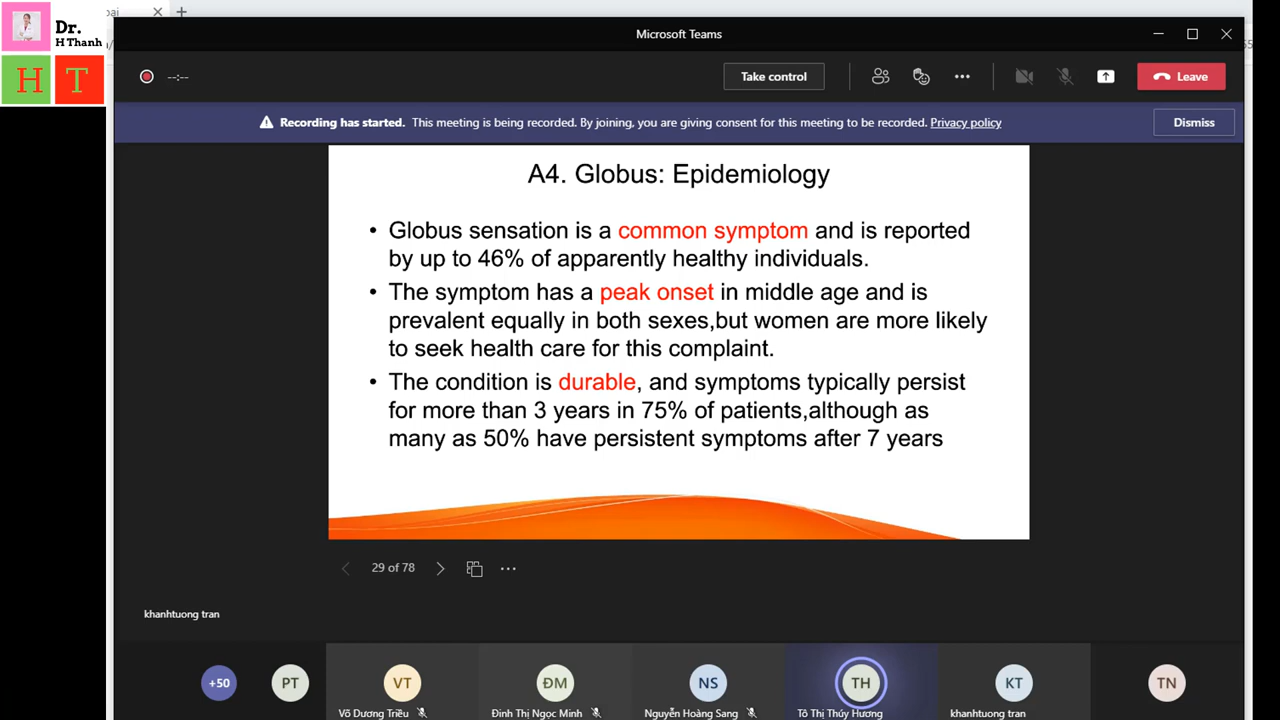 Dr.
H Thanh
H T
Microsoft Teams
--:--
Take control
Leave
Recording has started. This meeting is being recorded. By joining, you are giving consent for this meeting to be recorded. Privacy policy
Dismiss
A4. Globus: Epidemiology
• Globus sensation is a common symptom and is reported
by up to 46% of apparently healthy individuals.
• The symptom has a peak onset in middle age and is
prevalent equally in both sexes,but women are more likely
to seek health care for this complaint.
• The condition is durable, and symptoms typically persist
for more than 3 years in 75% of patients,although as
many as 50% have persistent symptoms after 7 years
29 of 78
khanhtuong tran
+50
PT
VT
ĐM
NS
TH
KT
TN
Võ Dương Triều
Đinh Thị Ngọc Minh
Nguyễn Hoàng Sang
Tô Thị Thúy Hương
khanhtuong tran